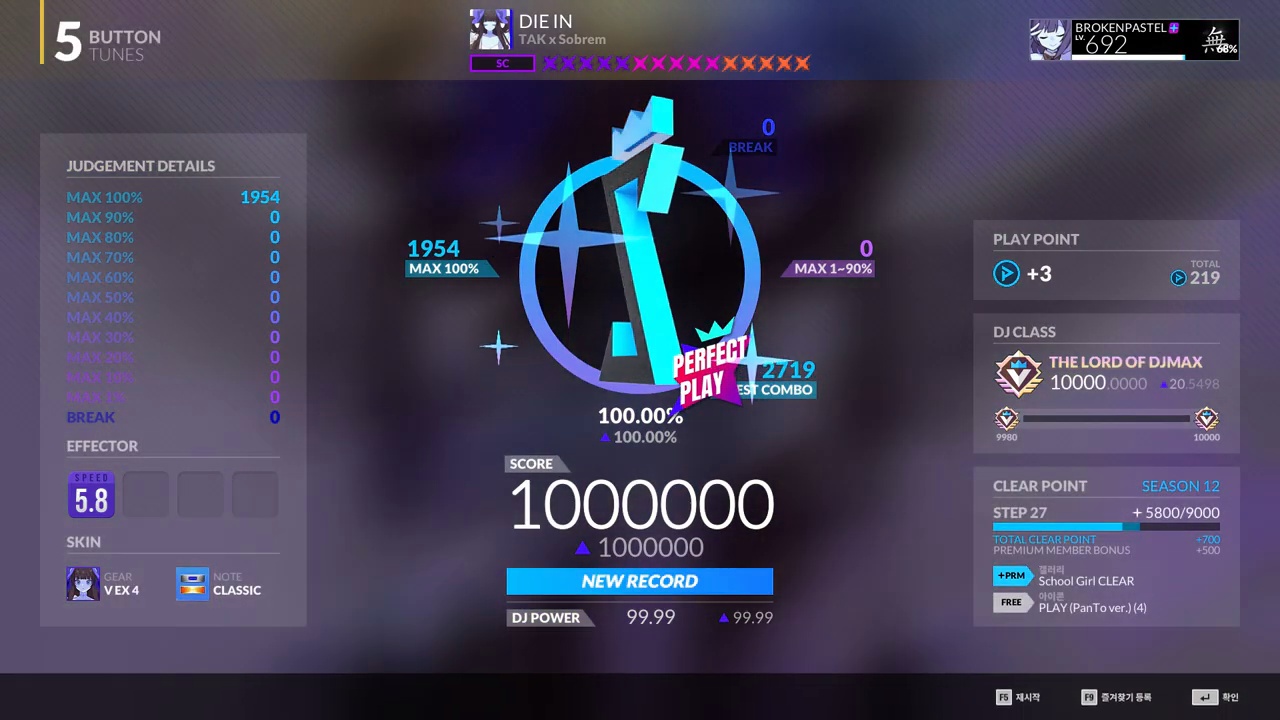 5 BUTTON
TUNES
DIE IN
TAK x Sobrem
SC
BROKENPASTEL
LV. 692
無
68%
JUDGEMENT DETAILS
MAX 100% 1954
MAX 90% 0
MAX 80% 0
MAX 70% 0
MAX 60% 0
MAX 50% 0
MAX 40% 0
MAX 30% 0
MAX 20% 0
MAX 10% 0
MAX 1% 0
BREAK 0
EFFECTOR
SPEED
5.8
SKIN
GEAR
V EX 4
NOTE
CLASSIC
0
BREAK
1954
MAX 100%
0
MAX 1~90%
PERFECT
PLAY
2719
EST COMBO
100.00%
▲ 100.00%
SCORE
1000000
▲ 1000000
NEW RECORD
DJ POWER 99.99 ▲ 99.99
PLAY POINT
+3
TOTAL
219
DJ CLASS
THE LORD OF DJMAX
10000.0000 ▲20.5498
9980 10000
CLEAR POINT SEASON 12
STEP 27 + 5800/9000
TOTAL CLEAR POINT +700
PREMIUM MEMBER BONUS +500
+PRM 갤러리
School Girl CLEAR
FREE 아이콘
PLAY (PanTo ver.) (4)
F5 재시작 F9 즐겨찾기 등록 확인